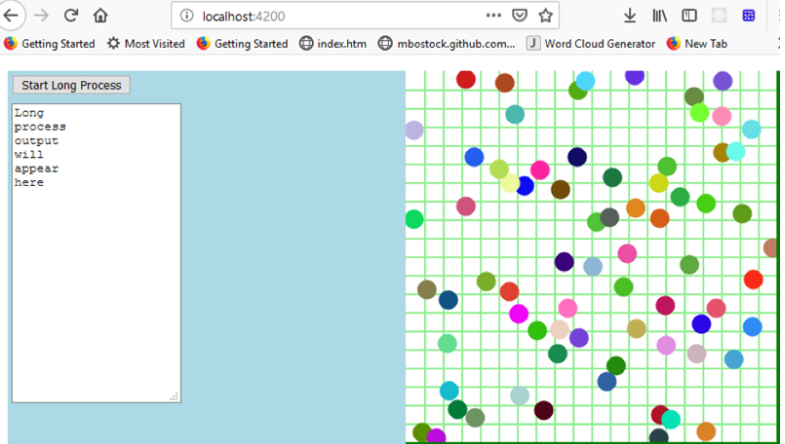 localhost:4200
Getting Started Most Visited Getting Started index.htm mbostock.github.com... J Word Cloud Generator New Tab
Start Long Process
Long
process
output
will
appear
here